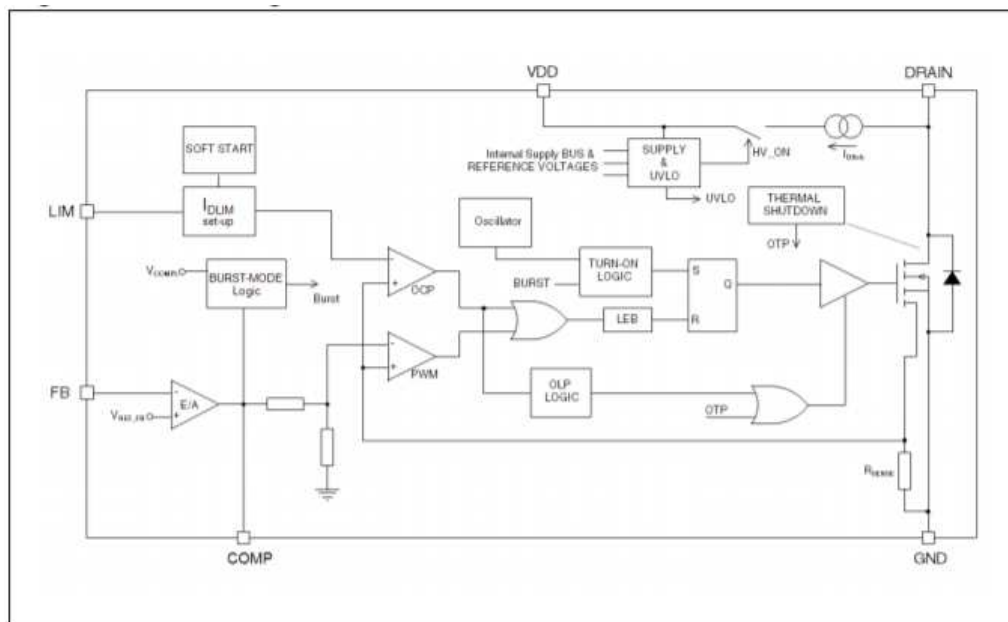 VDD
DRAIN
SOFT START
Internal Supply BUS &
REFERENCE VOLTAGES
SUPPLY
&
UVLO
HV_ON
UVLO
THERMAL
SHUTDOWN
OTP
LIM
IDLIM
set-up
Oscillator
VCOMPL
BURST-MODE
Logic
Burst
OCP
TURN-ON
LOGIC
BURST
S
Q
R
LEB
PWM
FB
E/A
OLP
LOGIC
OTP
RSENSE
COMP
GND
-
+
-
+
-
+